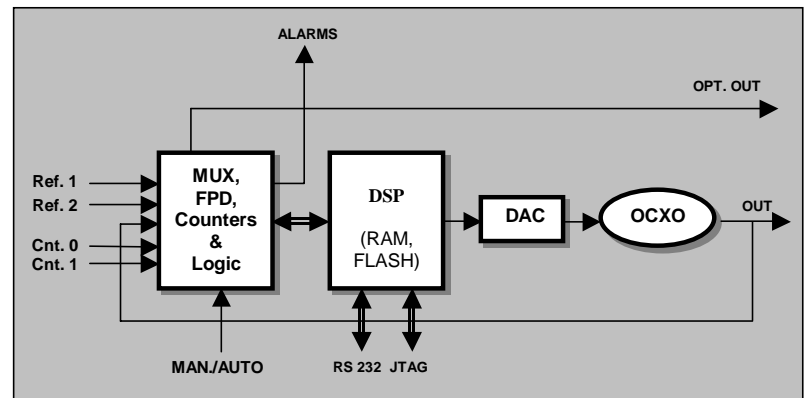 ALARMS
OPT. OUT
Ref. 1
Ref. 2
Cnt. 0
Cnt. 1
MUX,
FPD,
Counters
&
Logic
DSP
(RAM,
FLASH)
DAC
OCXO
OUT
MAN./AUTO
RS 232 JTAG